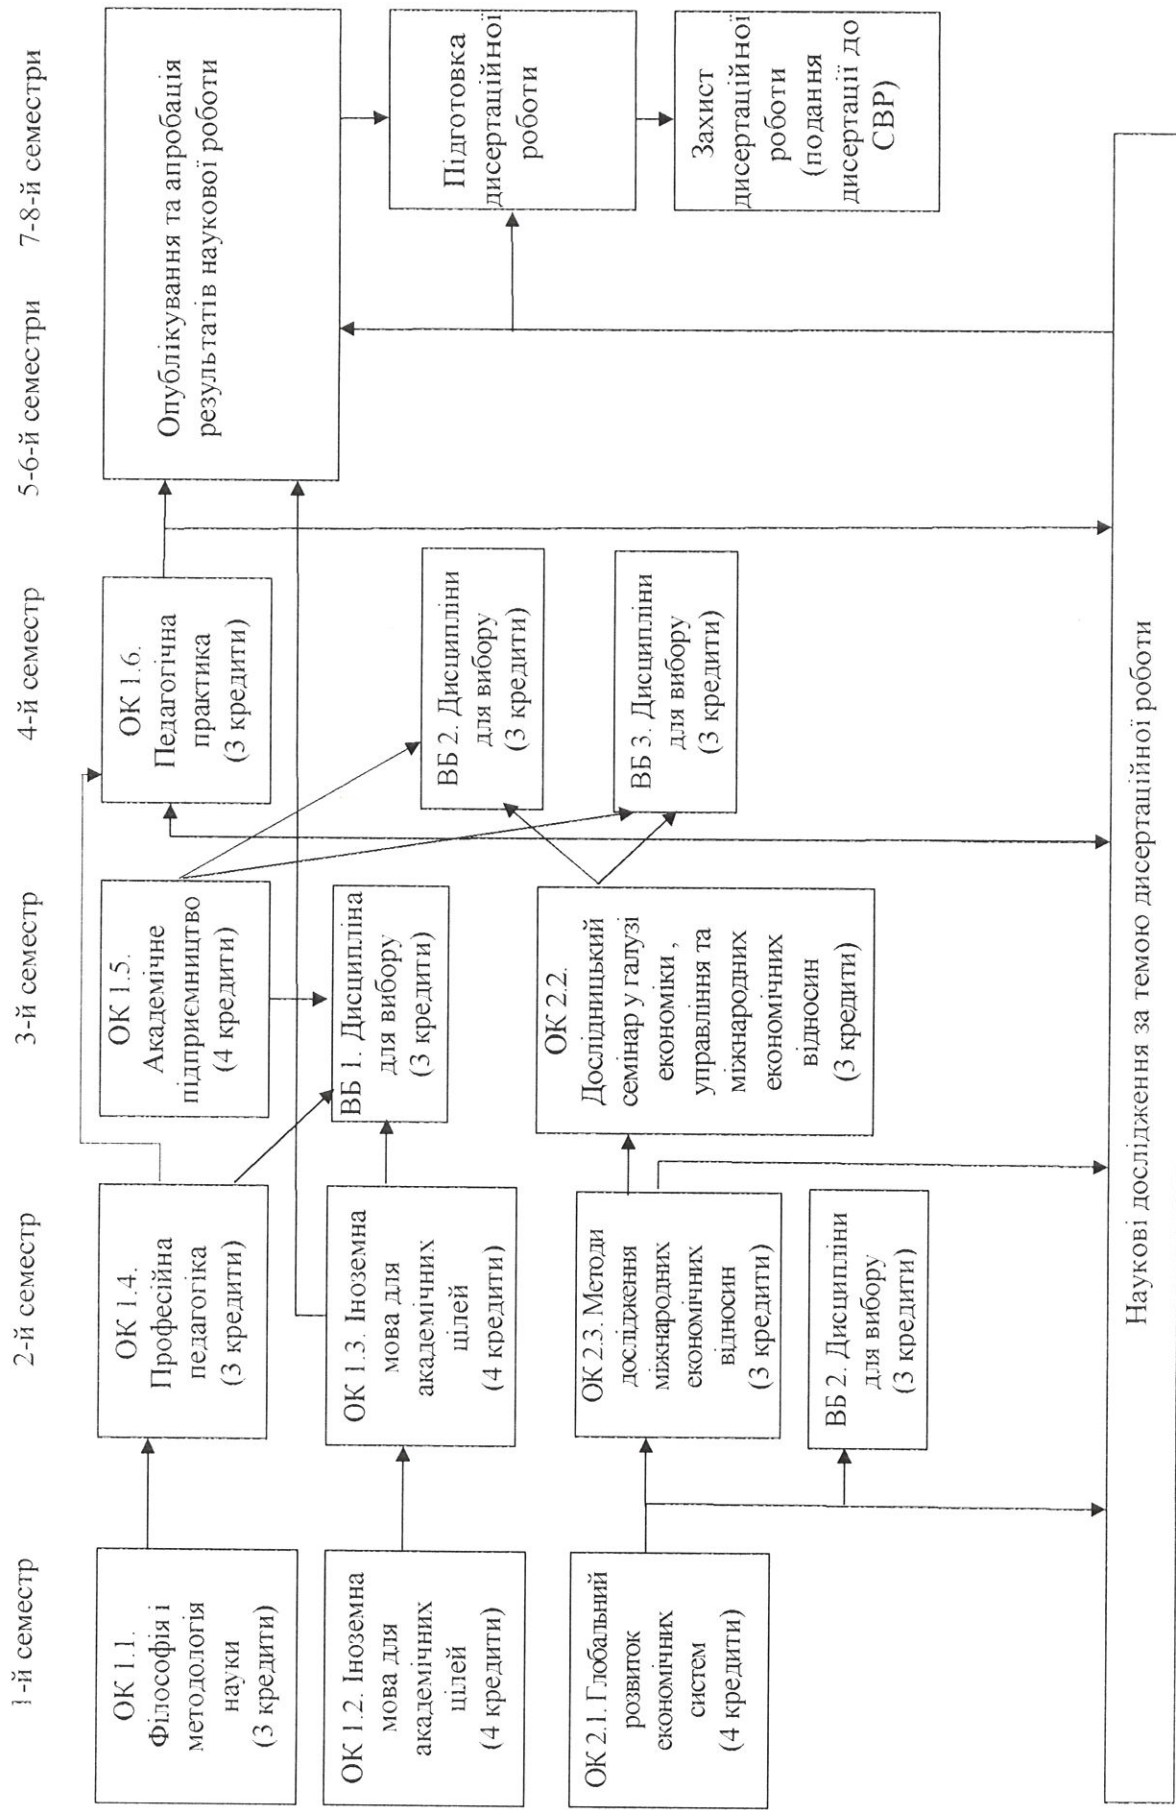 1-й семестр
2-й семестр
3-й семестр
4-й семестр
5-6-й семестри
7-8-й семестри
ОК 1.1.
Філософія і
методологія
науки
(3 кредити)
ОК 1.2. Іноземна
мова для
академічних
цілей
(4 кредити)
ОК 2.1. Глобальний
розвиток
економічних
систем
(4 кредити)
ОК 1.4.
Професійна
педагогіка
(3 кредити)
ОК 1.3. Іноземна
мова для
академічних
цілей
(4 кредити)
ОК 2.3. Методи
дослідження
міжнародних
економічних
відносин
(3 кредити)
ВБ 2. Дисципліни
для вибору
(3 кредити)
ОК 1.5.
Академічне
підприємництво
(4 кредити)
ВБ 1. Дисципліна
для вибору
(3 кредити)
ОК 2.2.
Дослідницький
семінар у галузі
економіки,
управління та
міжнародних
економічних
відносин
(3 кредити)
ОК 1.6.
Педагогічна
практика
(3 кредити)
ВБ 2. Дисципліни
для вибору
(3 кредити)
ВБ 3. Дисципліни
для вибору
(3 кредити)
Опублікування та апробація
результатів наукової роботи
Підготовка
дисертаційної
роботи
Захист
дисертаційної
роботи
(подання
дисертації до
СВР)
Наукові дослідження за темою дисертаційної роботи